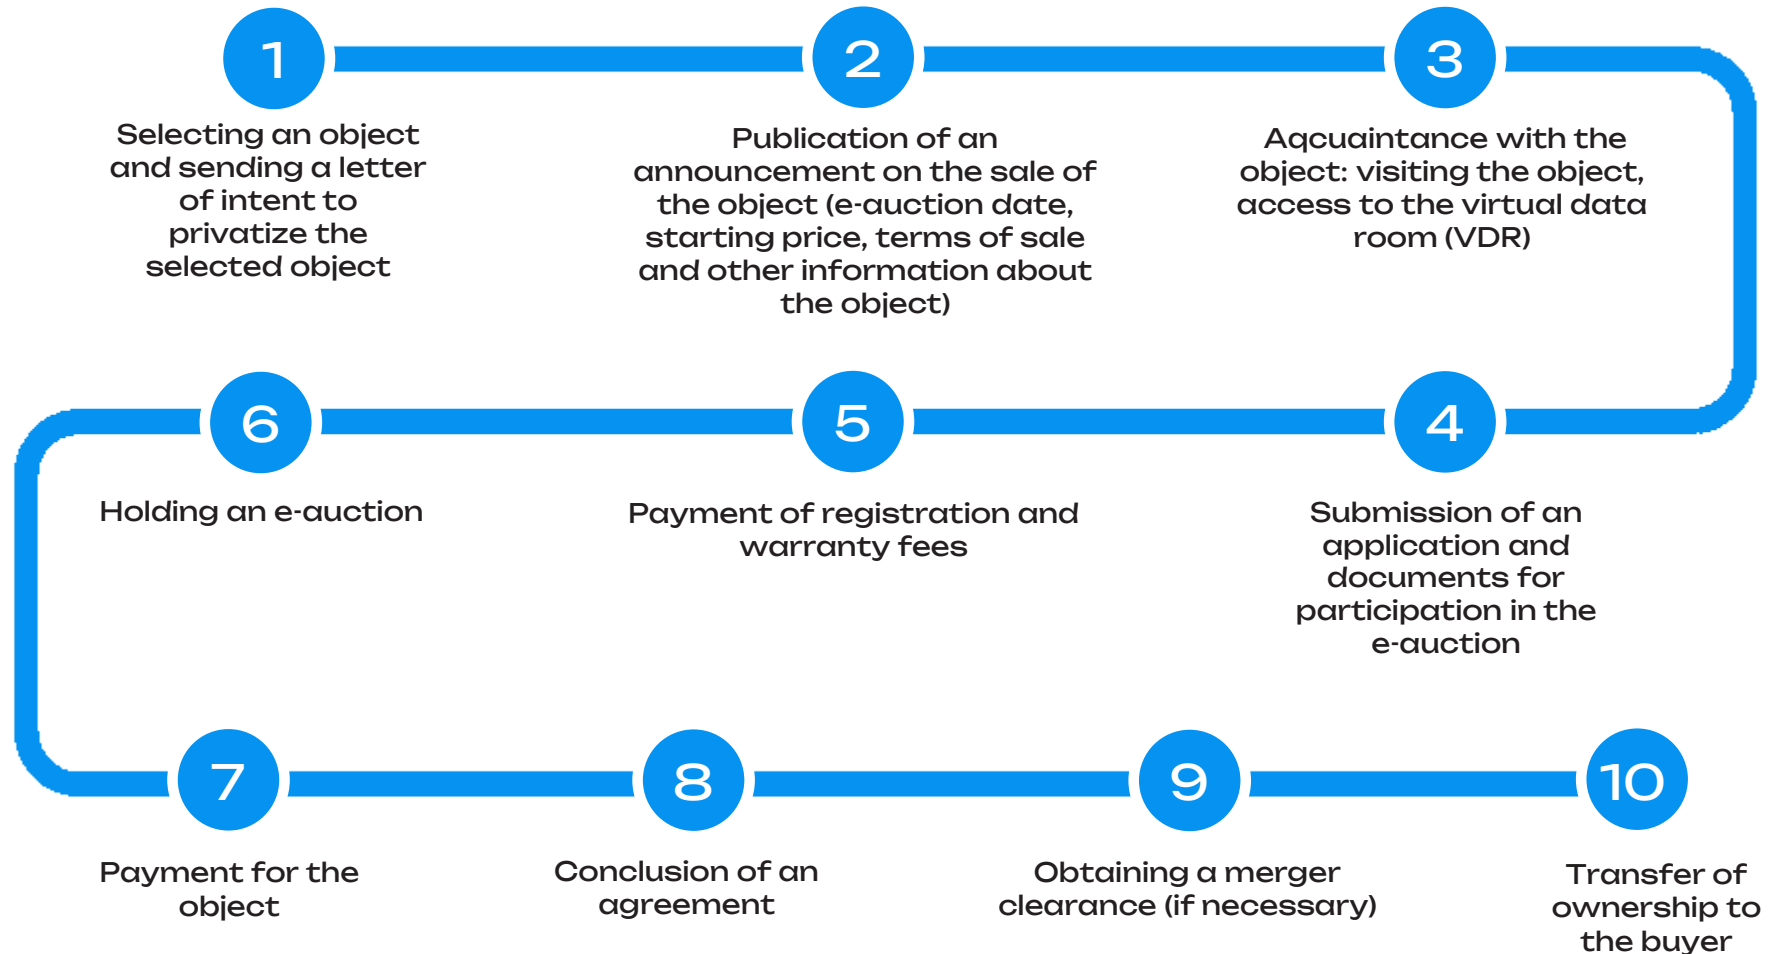 1
Selecting an object
and sending a letter
of intent to
privatize the
selected object
2
Publication of an
announcement on the sale of
the object (e-auction date,
starting price, terms of sale
and other information about
the object)
3
Aqcuaintance with the
object: visiting the object,
access to the virtual data
room (VDR)
4
Submission of an
application and
documents for
participation in the
e-auction
5
Payment of registration and
warranty fees
6
Holding an e-auction
7
Payment for the
object
8
Conclusion of an
agreement
9
Obtaining a merger
clearance (if necessary)
10
Transfer of
ownership to
the buyer